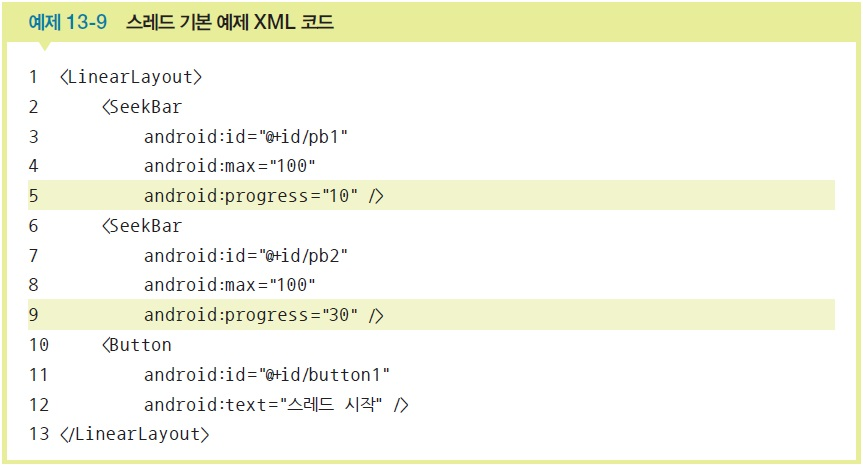 예제 13-9 스레드 기본 예제 XML 코드
1 <LinearLayout>
2 <SeekBar
3 android:id="@+id/pb1"
4 android:max="100"
5 android:progress="10" />
6 <SeekBar
7 android:id="@+id/pb2"
8 android:max="100"
9 android:progress="30" />
10 <Button
11 android:id="@+id/button1"
12 android:text="스레드 시작" />
13 </LinearLayout>